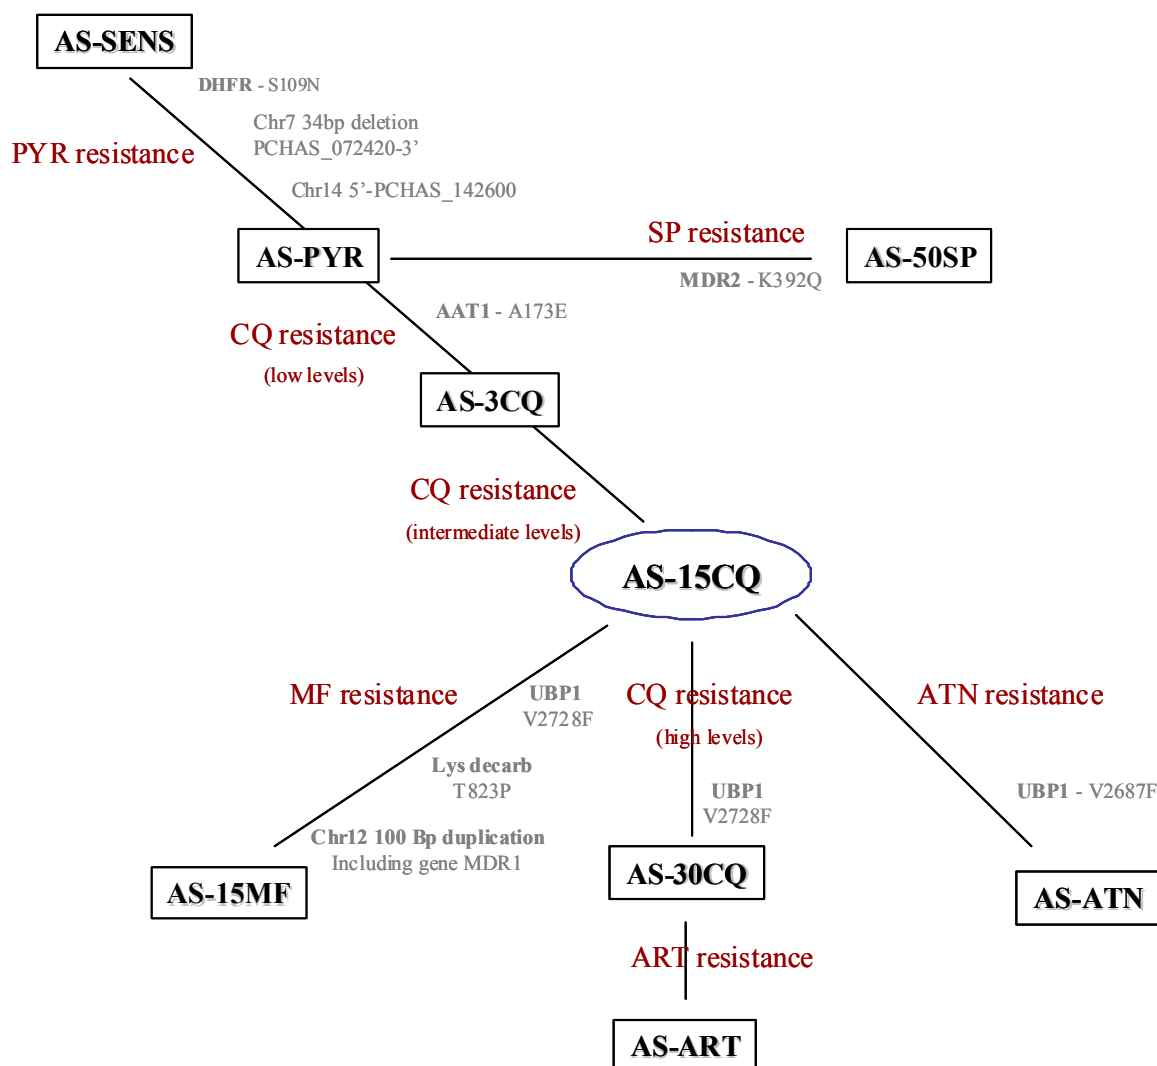 AS-SENS
DHFR - S109N
Chr7 34bp deletion
PCHAS_072420-3’
PYR resistance
Chr14 5’-PCHAS_142600
AS-PYR
SP resistance
MDR2 - K392Q
AS-50SP
AAT1 - A173E
CQ resistance
(low levels)
AS-3CQ
CQ resistance
(intermediate levels)
AS-15CQ
MF resistance
UBP1
V2728F
Lys decarb
T823P
Chr12 100 Bp duplication
Including gene MDR1
AS-15MF
CQ resistance
(high levels)
UBP1
V2728F
AS-30CQ
ATN resistance
UBP1 - V2687F
AS-ATN
ART resistance
AS-ART